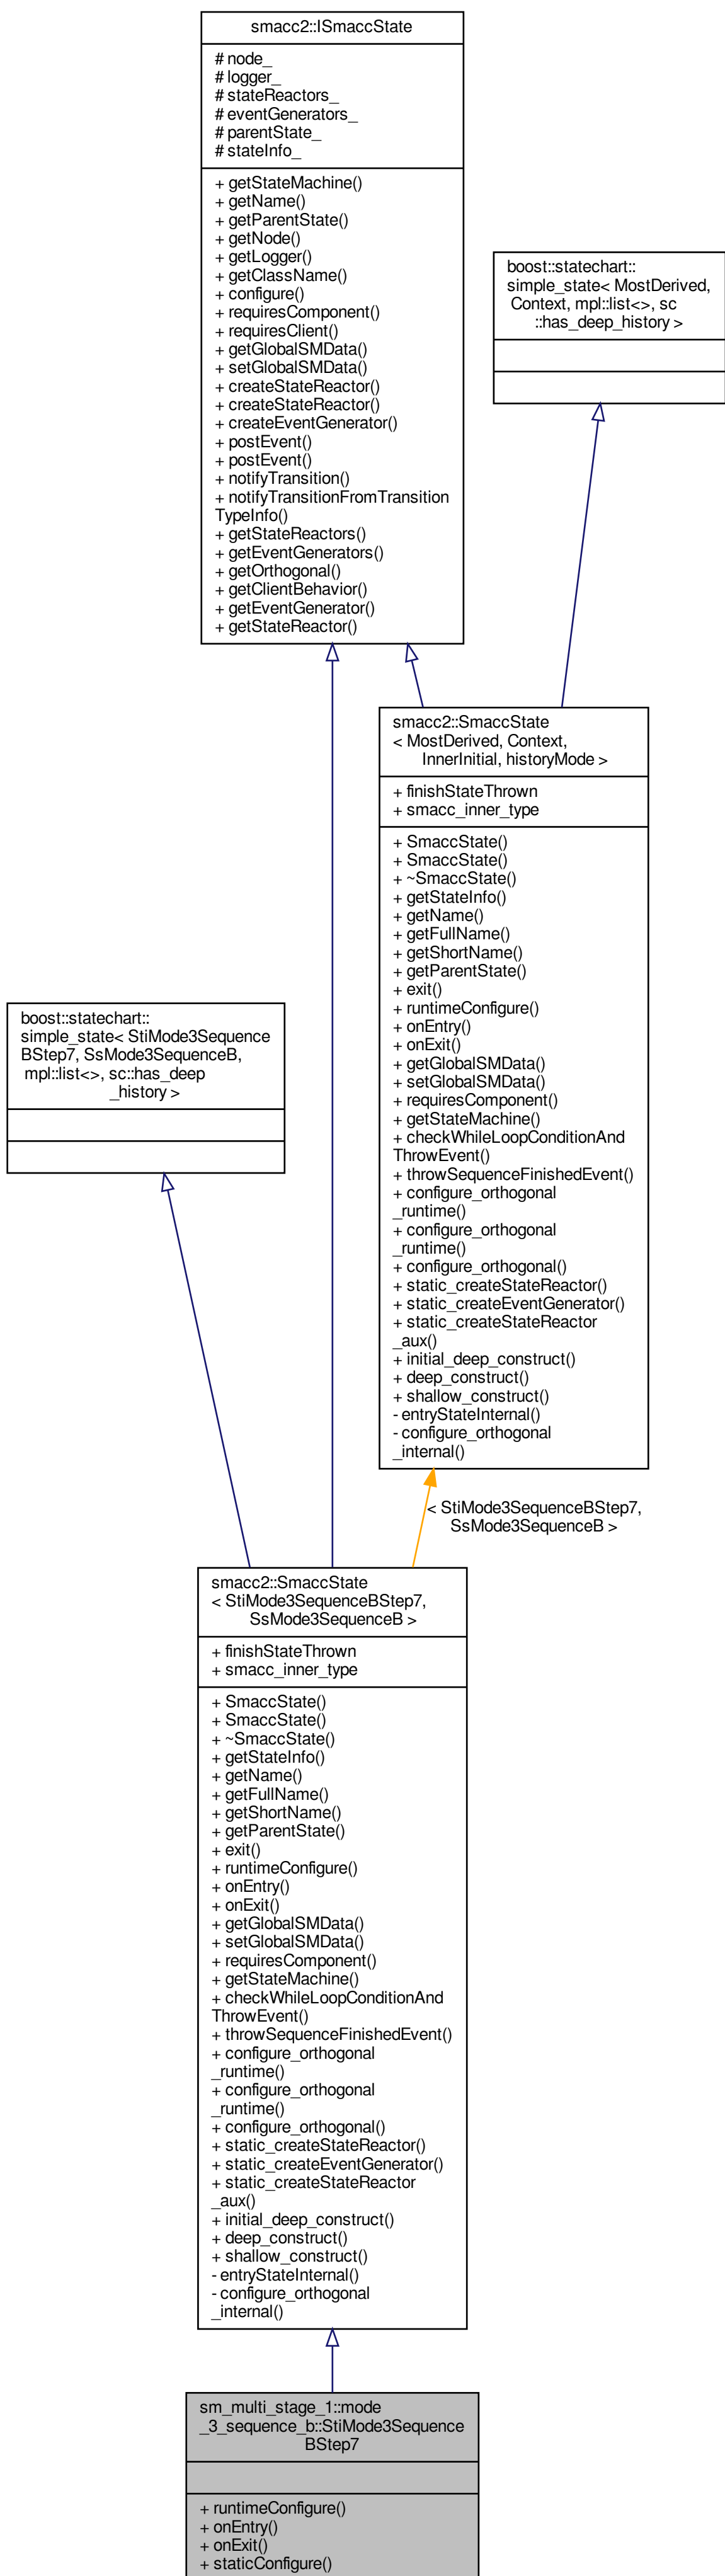 smacc2::ISmaccState
# node_
# logger_
# stateReactors_
# eventGenerators_
# parentState_
# stateInfo_
+ getStateMachine()
+ getName()
+ getParentState()
+ getNode()
+ getLogger()
+ getClassName()
+ configure()
+ requiresComponent()
+ requiresClient()
+ getGlobalSMData()
+ setGlobalSMData()
+ createStateReactor()
+ createStateReactor()
+ createEventGenerator()
+ postEvent()
+ postEvent()
+ notifyTransition()
+ notifyTransitionFromTransition
TypeInfo()
+ getStateReactors()
+ getEventGenerators()
+ getOrthogonal()
+ getClientBehavior()
+ getEventGenerator()
+ getStateReactor()
boost::statechart::
simple_state< MostDerived,
Context, mpl::list<>, sc
::has_deep_history >
smacc2::SmaccState
< MostDerived, Context,
InnerInitial, historyMode >
+ finishStateThrown
+ smacc_inner_type
+ SmaccState()
+ SmaccState()
+ ~SmaccState()
+ getStateInfo()
+ getName()
+ getFullName()
+ getShortName()
+ getParentState()
+ exit()
+ runtimeConfigure()
+ onEntry()
+ onExit()
+ getGlobalSMData()
+ setGlobalSMData()
+ requiresComponent()
+ getStateMachine()
+ checkWhileLoopConditionAnd
ThrowEvent()
+ throwSequenceFinishedEvent()
+ configure_orthogonal
_runtime()
+ configure_orthogonal
_runtime()
+ configure_orthogonal()
+ static_createStateReactor()
+ static_createEventGenerator()
+ static_createStateReactor
_aux()
+ initial_deep_construct()
+ deep_construct()
+ shallow_construct()
- entryStateInternal()
- configure_orthogonal
_internal()
boost::statechart::
simple_state< StiMode3Sequence
BStep7, SsMode3SequenceB,
mpl::list<>, sc::has_deep
_history >
< StiMode3SequenceBStep7,
SsMode3SequenceB >
smacc2::SmaccState
< StiMode3SequenceBStep7,
SsMode3SequenceB >
+ finishStateThrown
+ smacc_inner_type
+ SmaccState()
+ SmaccState()
+ ~SmaccState()
+ getStateInfo()
+ getName()
+ getFullName()
+ getShortName()
+ getParentState()
+ exit()
+ runtimeConfigure()
+ onEntry()
+ onExit()
+ getGlobalSMData()
+ setGlobalSMData()
+ requiresComponent()
+ getStateMachine()
+ checkWhileLoopConditionAnd
ThrowEvent()
+ throwSequenceFinishedEvent()
+ configure_orthogonal
_runtime()
+ configure_orthogonal
_runtime()
+ configure_orthogonal()
+ static_createStateReactor()
+ static_createEventGenerator()
+ static_createStateReactor
_aux()
+ initial_deep_construct()
+ deep_construct()
+ shallow_construct()
- entryStateInternal()
- configure_orthogonal
_internal()
sm_multi_stage_1::mode
_3_sequence_b::StiMode3Sequence
BStep7
+ runtimeConfigure()
+ onEntry()
+ onExit()
+ staticConfigure()